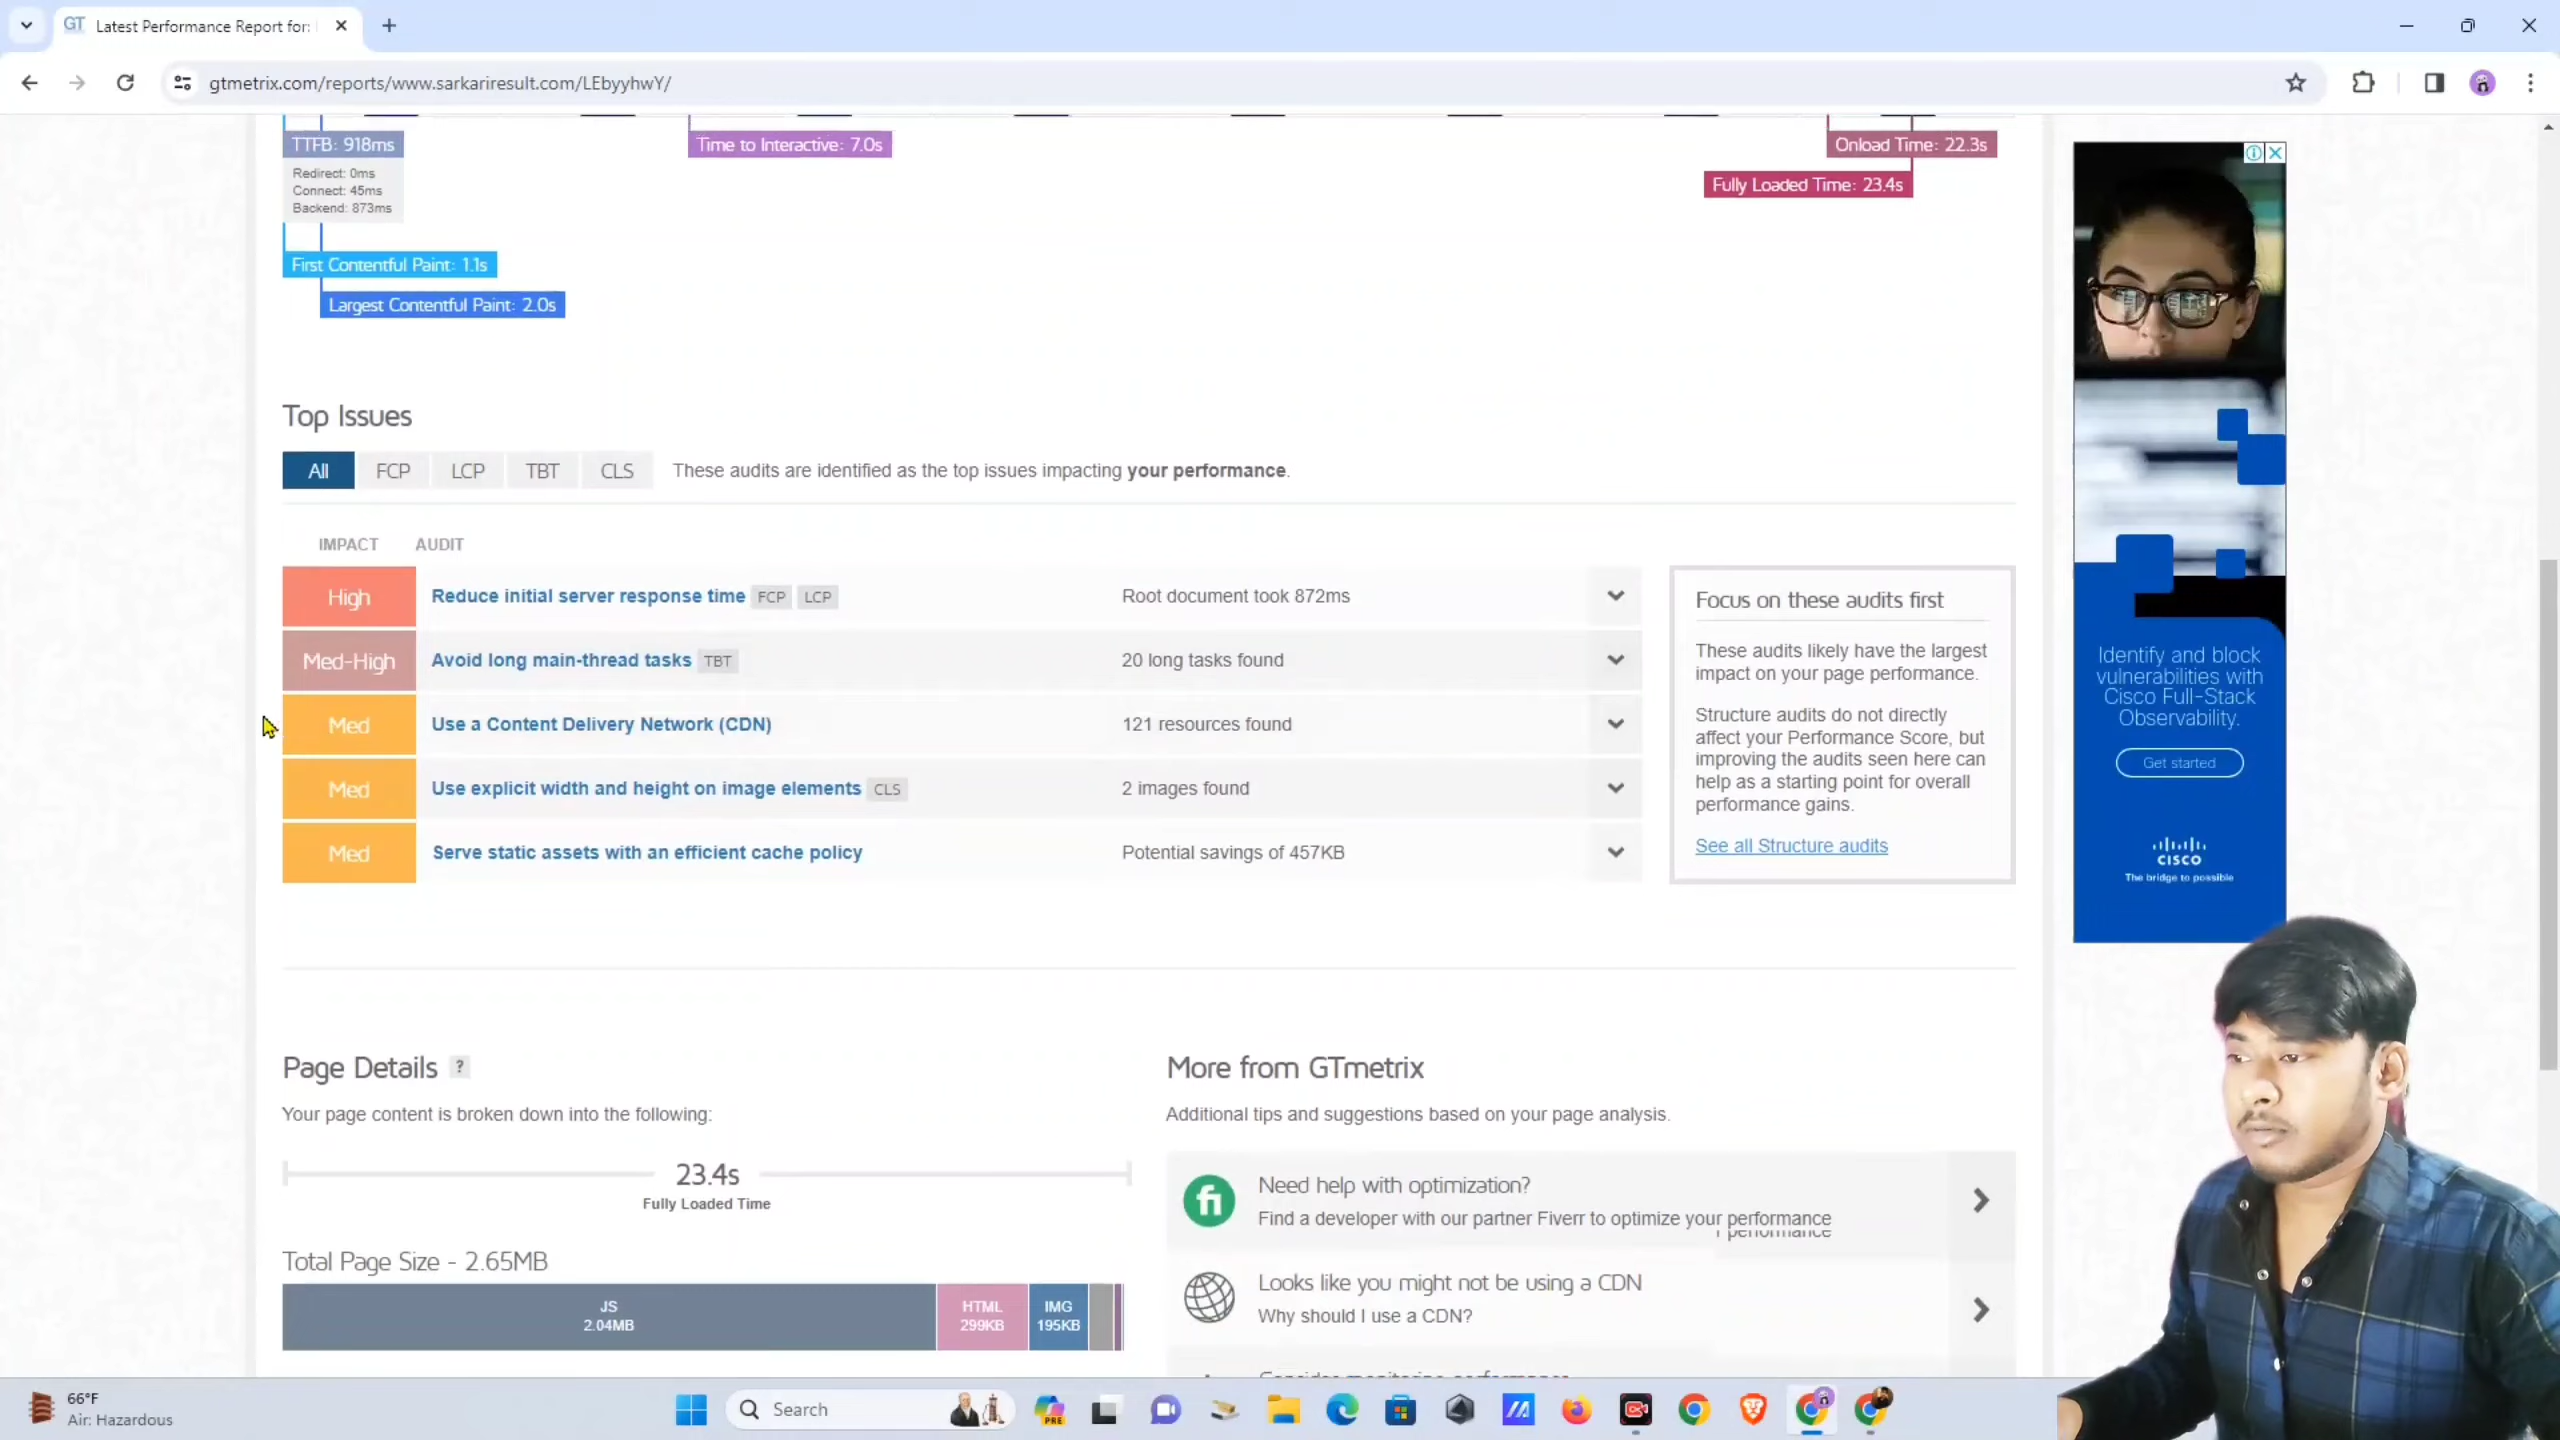 GT Latest Performance Report for:
gtmetrix.com/reports/www.sarkariresult.com/LEbyyhwY/
TTFB: 918ms
Redirect: 0ms
Connect: 45ms
Backend: 873ms
Time to Interactive: 7.0s
Onload Time: 22.3s
Fully Loaded Time: 23.4s
First Contentful Paint: 1.1s
Largest Contentful Paint: 2.0s
Top Issues
All FCP LCP TBT CLS These audits are identified as the top issues impacting your performance.
IMPACT AUDIT
High Reduce initial server response time FCP LCP Root document took 872ms
Med-High Avoid long main-thread tasks TBT 20 long tasks found
Med Use a Content Delivery Network (CDN) 121 resources found
Med Use explicit width and height on image elements CLS 2 images found
Med Serve static assets with an efficient cache policy Potential savings of 457KB
Focus on these audits first
These audits likely have the largest
impact on your page performance.
Structure audits do not directly
affect your Performance Score, but
improving the audits seen here can
help as a starting point for overall
performance gains.
See all Structure audits
Identify and block
vulnerabilities with
Cisco Full-Stack
Observability.
Get started
CISCO
The bridge to possible
Page Details ?
Your page content is broken down into the following:
23.4s
Fully Loaded Time
Total Page Size - 2.65MB
JS
2.04MB
HTML
299KB
IMG
195KB
More from GTmetrix
Additional tips and suggestions based on your page analysis.
fi
Need help with optimization?
Find a developer with our partner Fiverr to optimize your performance
performance
Looks like you might not be using a CDN
Why should I use a CDN?
Consider monitoring performance
66°F
Air: Hazardous
Search
PRE